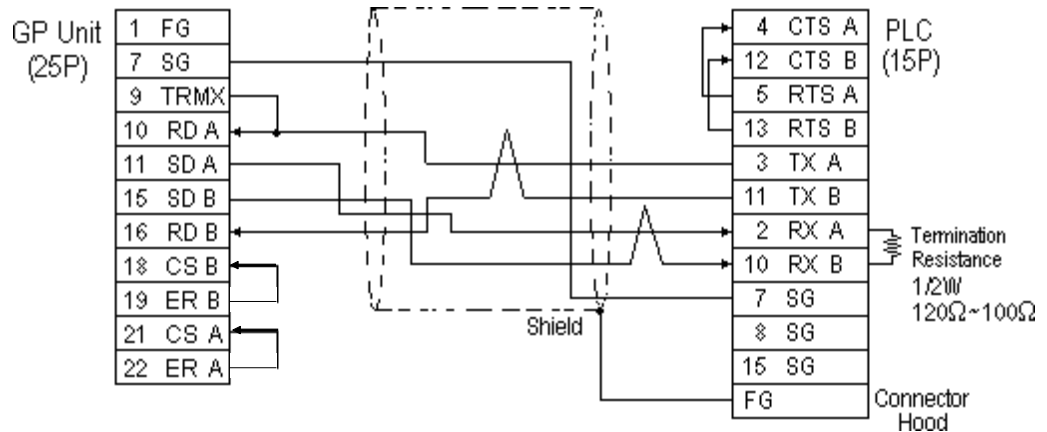 GP Unit
(25P)
1 FG
7 SG
9 TRMX
10 RD A
11 SD A
15 SD B
16 RD B
18 CS B
19 ER B
21 CS A
22 ER A
Shield
4 CTS A
12 CTS B
5 RTS A
13 RTS B
3 TX A
11 TX B
2 RX A
10 RX B
7 SG
8 SG
15 SG
FG
PLC
(15P)
Termination
Resistance
1/2W
120Ω~100Ω
Connector
Hood